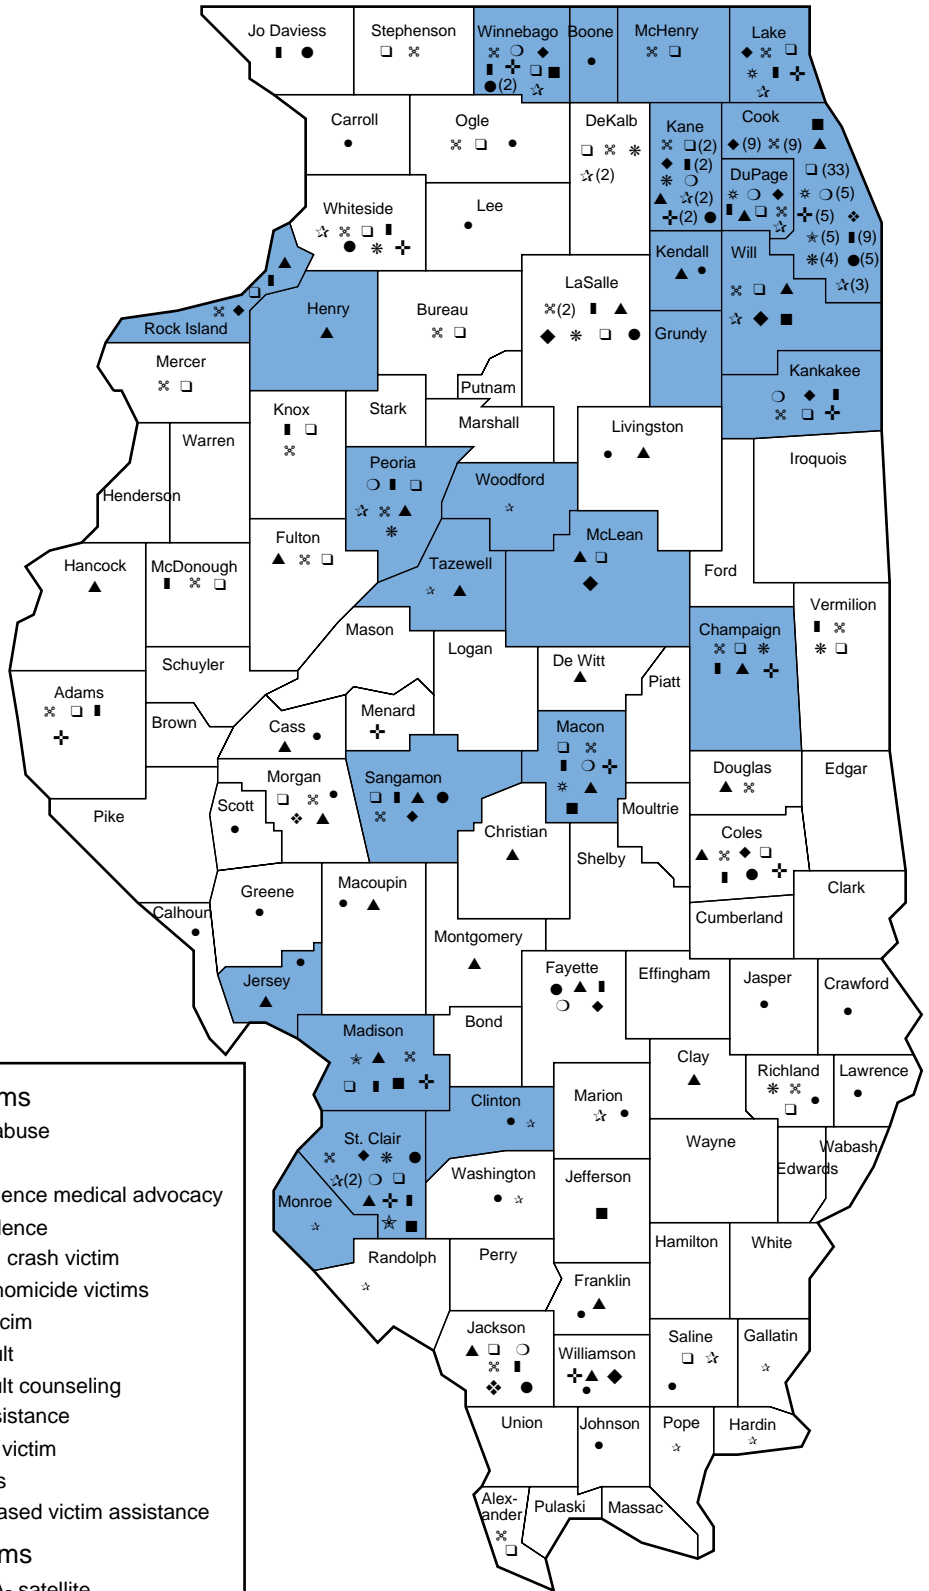 Jo Daviess
Stephenson
Winnebago
Boone
McHenry
Lake
(2)
Carroll
Ogle
DeKalb
(2)
Kane
(2)
(2)
(2)
(2)
Cook
(9) (9)
(33)
(5)
(5)
(5) (9)
(4) (5)
(3)
DuPage
Whiteside
Lee
Kendall
Will
Rock Island
Henry
Bureau
LaSalle
(2)
Grundy
Mercer
Putnam
Kankakee
Knox
Stark
Marshall
Livingston
Warren
Henderson
Peoria
Woodford
Iroquois
Hancock
McDonough
Fulton
Tazewell
McLean
Ford
Vermilion
Mason
Logan
De Witt
Champaign
Schuyler
Piatt
Adams
Brown
Cass
Menard
Macon
Morgan
Sangamon
Douglas
Edgar
Pike
Scott
Christian
Moultrie
Shelby
Coles
Greene
Macoupin
Clark
Calhoun
Cumberland
Montgomery
Jersey
Fayette
Effingham
Jasper
Crawford
Madison
Bond
Clay
Richland
Lawrence
Clinton
Marion
St. Clair
(2)
Wayne
Wabash
Edwards
Washington
Jefferson
Monroe
Randolph
Perry
Hamilton
White
Franklin
Jackson
Williamson
Saline
Gallatin
Union
Johnson
Pope
Hardin
Alex-
ander
Pulaski
Massac
ms
abuse
ence medical advocacy
lence
crash victim
homicide victims
cim
ult
ult counseling
sistance
victim
s
ased victim assistance
ms
A- satellite